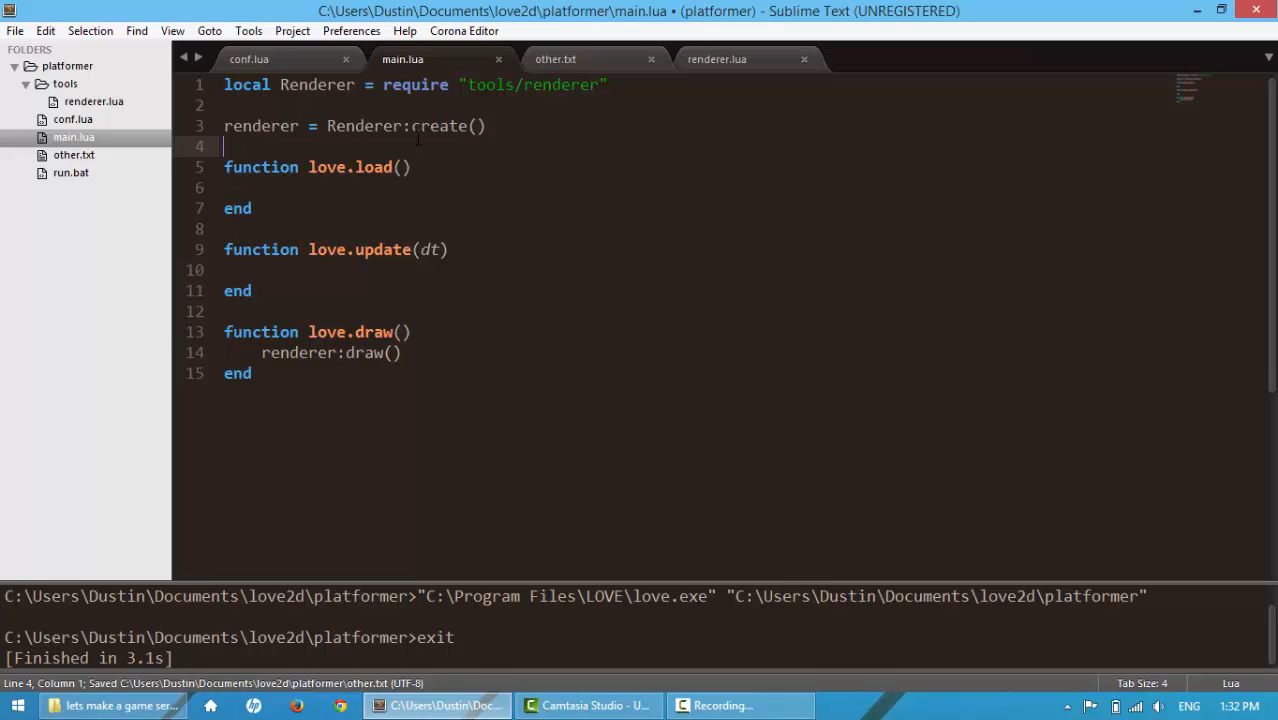 C:\Users\Dustin\Documents\love2d\platformer\main.lua • (platformer) - Sublime Text (UNREGISTERED)
File Edit Selection Find View Goto Tools Project Preferences Help Corona Editor
FOLDERS
platformer
tools
renderer.lua
conf.lua
main.lua
other.txt
run.bat
conf.lua × main.lua × other.txt × renderer.lua ×
1 local Renderer = require "tools/renderer"
2
3 renderer = Renderer:create()
4
5 function love.load()
6
7 end
8
9 function love.update(dt)
10
11 end
12
13 function love.draw()
14 renderer:draw()
15 end
C:\Users\Dustin\Documents\love2d\platformer>"C:\Program Files\LOVE\love.exe" "C:\Users\Dustin\Documents\love2d\platformer"
C:\Users\Dustin\Documents\love2d\platformer>exit
[Finished in 3.1s]
Line 4, Column 1; Saved C:\Users\Dustin\Documents\love2d\platformer\other.txt (UTF-8) Tab Size: 4 Lua
lets make a game ser... C:\Users\Dustin\Doc... Camtasia Studio - U... Recording... ENG 1:32 PM